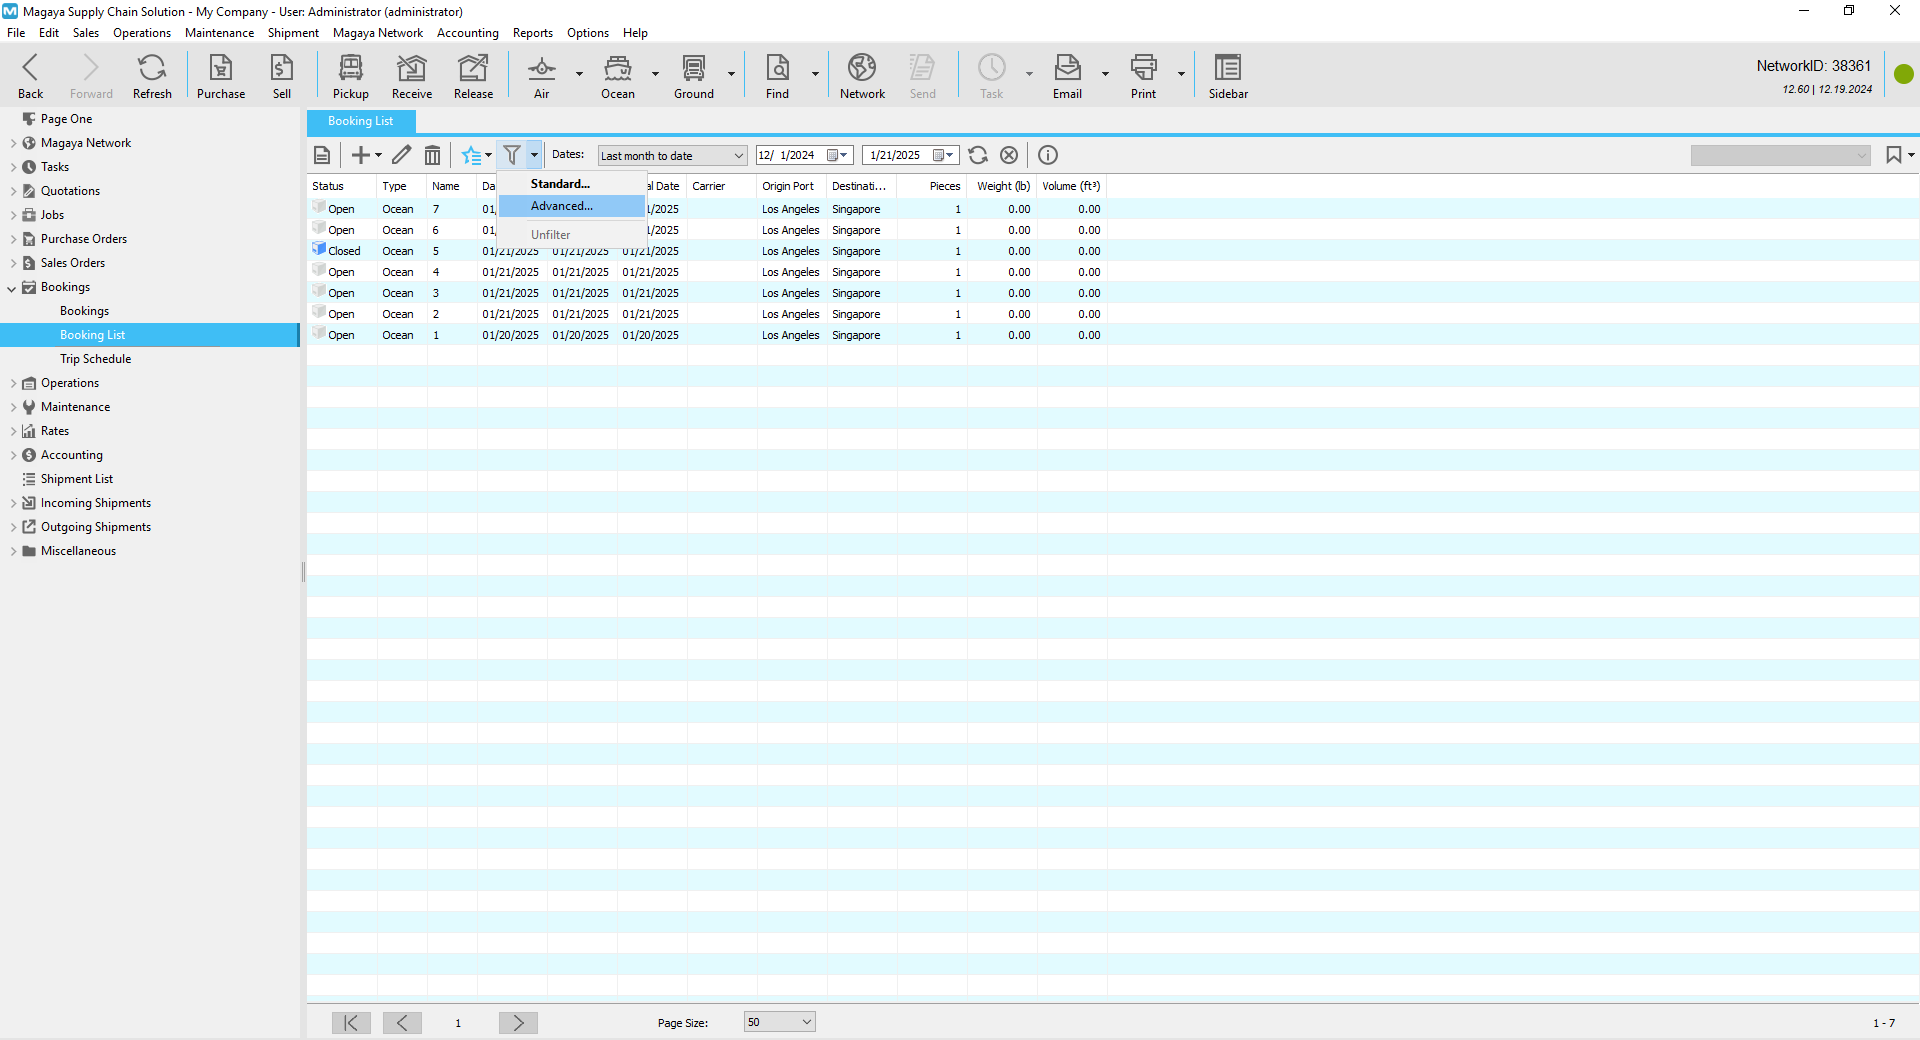 Magaya Supply Chain Solution - My Company - User: Administrator (administrator)
File Edit Sales Operations Maintenance Shipment Magaya Network Accounting Reports Options Help
Back Forward Refresh Purchase Sell Pickup Receive Release Air Ocean Ground Find Network Send Task Email Print Sidebar
NetworkID: 38361
12.60 | 12.19.2024
Page One
Magaya Network
Tasks
Quotations
Jobs
Purchase Orders
Sales Orders
Bookings
Bookings
Booking List
Trip Schedule
Operations
Maintenance
Rates
Accounting
Shipment List
Incoming Shipments
Outgoing Shipments
Miscellaneous
Booking List
Dates: Last month to date 12/ 1/2024 1/21/2025
Standard...
Advanced...
Unfilter
Status Type Name Da al Date Carrier Origin Port Destinati... Pieces Weight (lb) Volume (ft³)
Open Ocean 7 01/ 1/2025 Los Angeles Singapore 1 0.00 0.00
Open Ocean 6 01/ 1/2025 Los Angeles Singapore 1 0.00 0.00
Closed Ocean 5 01/21/2025 01/21/2025 01/21/2025 Los Angeles Singapore 1 0.00 0.00
Open Ocean 4 01/21/2025 01/21/2025 01/21/2025 Los Angeles Singapore 1 0.00 0.00
Open Ocean 3 01/21/2025 01/21/2025 01/21/2025 Los Angeles Singapore 1 0.00 0.00
Open Ocean 2 01/21/2025 01/21/2025 01/21/2025 Los Angeles Singapore 1 0.00 0.00
Open Ocean 1 01/20/2025 01/20/2025 01/20/2025 Los Angeles Singapore 1 0.00 0.00
1 Page Size: 50 1 - 7